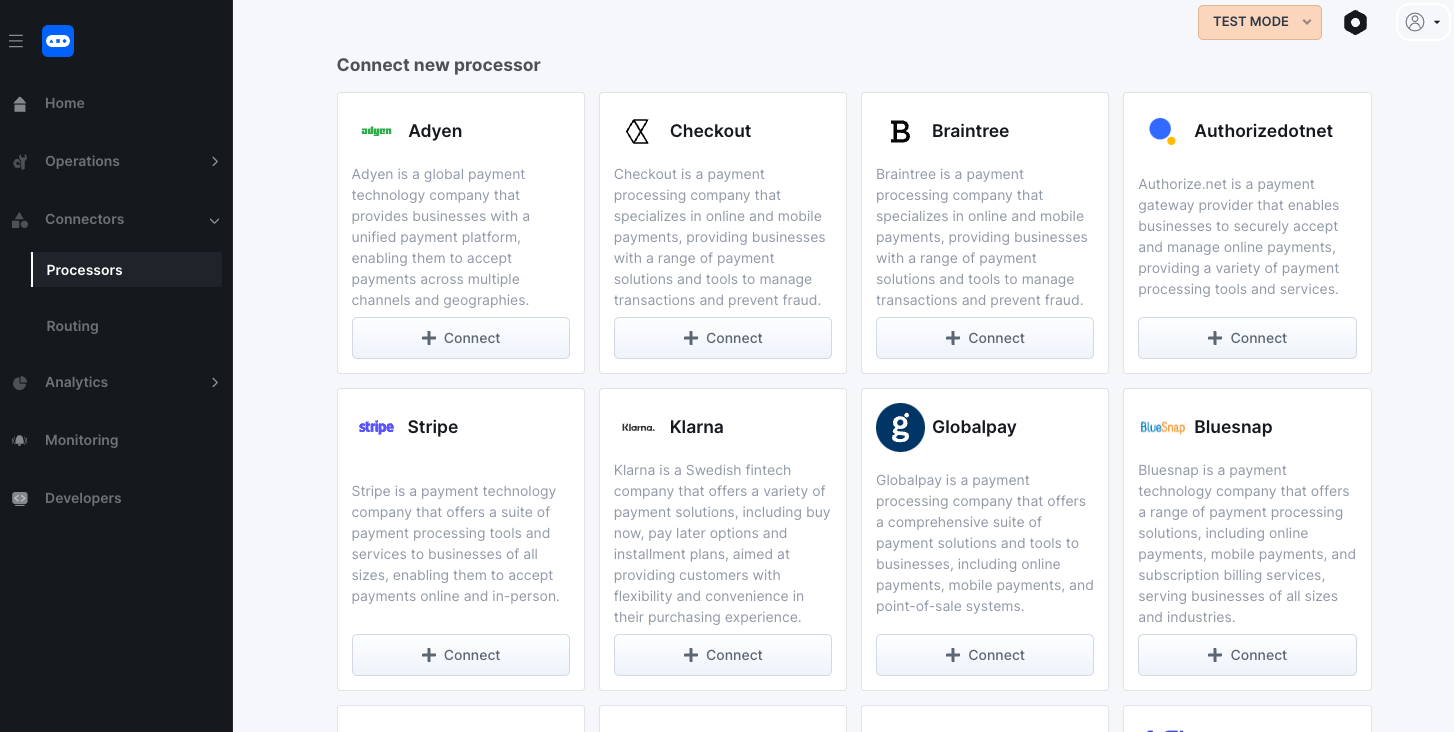 TEST MODE
Home
Operations
Connectors
Processors
Routing
Analytics
Monitoring
Developers
Connect new processor
adyen
Adyen
Adyen is a global payment
technology company that
provides businesses with a
unified payment platform,
enabling them to accept
payments across multiple
channels and geographies.
Connect
Checkout
Checkout is a payment
processing company that
specializes in online and mobile
payments, providing businesses
with a range of payment
solutions and tools to manage
transactions and prevent fraud.
Connect
B
Braintree
Braintree is a payment
processing company that
specializes in online and mobile
payments, providing businesses
with a range of payment
solutions and tools to manage
transactions and prevent fraud.
Connect
Authorizedotnet
Authorize.net is a payment
gateway provider that enables
businesses to securely accept
and manage online payments,
providing a variety of payment
processing tools and services.
Connect
stripe
Stripe
Stripe is a payment technology
company that offers a suite of
payment processing tools and
services to businesses of all
sizes, enabling them to accept
payments online and in-person.
Connect
Klarna.
Klarna
Klarna is a Swedish fintech
company that offers a variety of
payment solutions, including buy
now, pay later options and
installment plans, aimed at
providing customers with
flexibility and convenience in
their purchasing experience.
Connect
g
Globalpay
Globalpay is a payment
processing company that offers
a comprehensive suite of
payment solutions and tools to
businesses, including online
payments, mobile payments, and
point-of-sale systems.
Connect
BlueSnap
Bluesnap
Bluesnap is a payment
technology company that offers
a range of payment processing
solutions, including online
payments, mobile payments, and
subscription billing services,
serving businesses of all sizes
and industries.
Connect